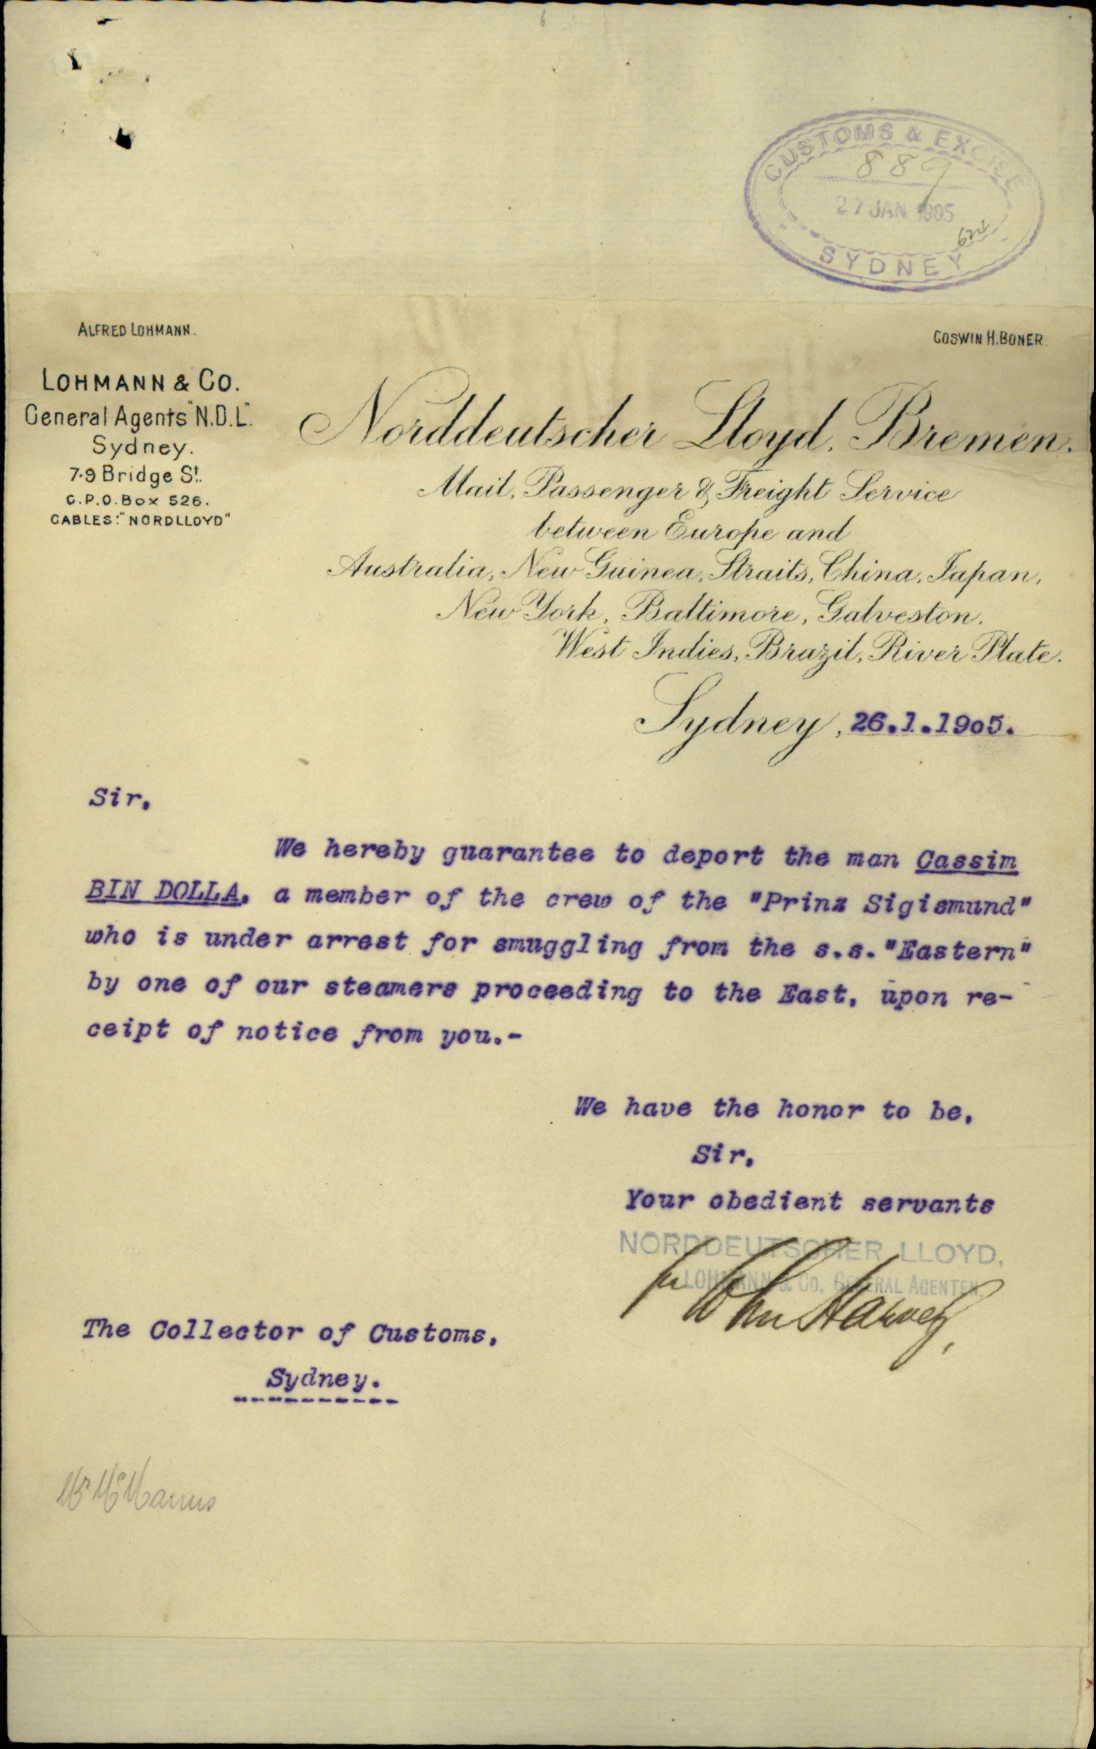 CUSTOMS & EXCISE
889
27 JAN 1905
SYDNEY
ALFRED LOHMANN.
GOSWIN H. BONER.
LOHMANN & CO.
General Agents "N.D.L".
Sydney.
7-9 Bridge St.
G.P.O. Box 526.
CABLES: "NORDLLOYD"
Norddeutscher Lloyd, Bremen.
Mail, Passenger & Freight Service
between Europe and
Australia, New Guinea, Straits, China, Japan,
New York, Baltimore, Galveston,
West Indies, Brazil, River Plate.
Sydney, 26.1.1905.
Sir,
We hereby guarantee to deport the man Cassim
BIN DOLLA, a member of the crew of the "Prinz Sigismund"
who is under arrest for smuggling from the s.s. "Eastern"
by one of our steamers proceeding to the East, upon re-
ceipt of notice from you.-
We have the honor to be,
Sir,
Your obedient servants
NORDDEUTSCHER LLOYD,
LOHMANN & Co, GENERAL AGENTEN.
Harvey
The Collector of Customs,
Sydney.
Mr McManus